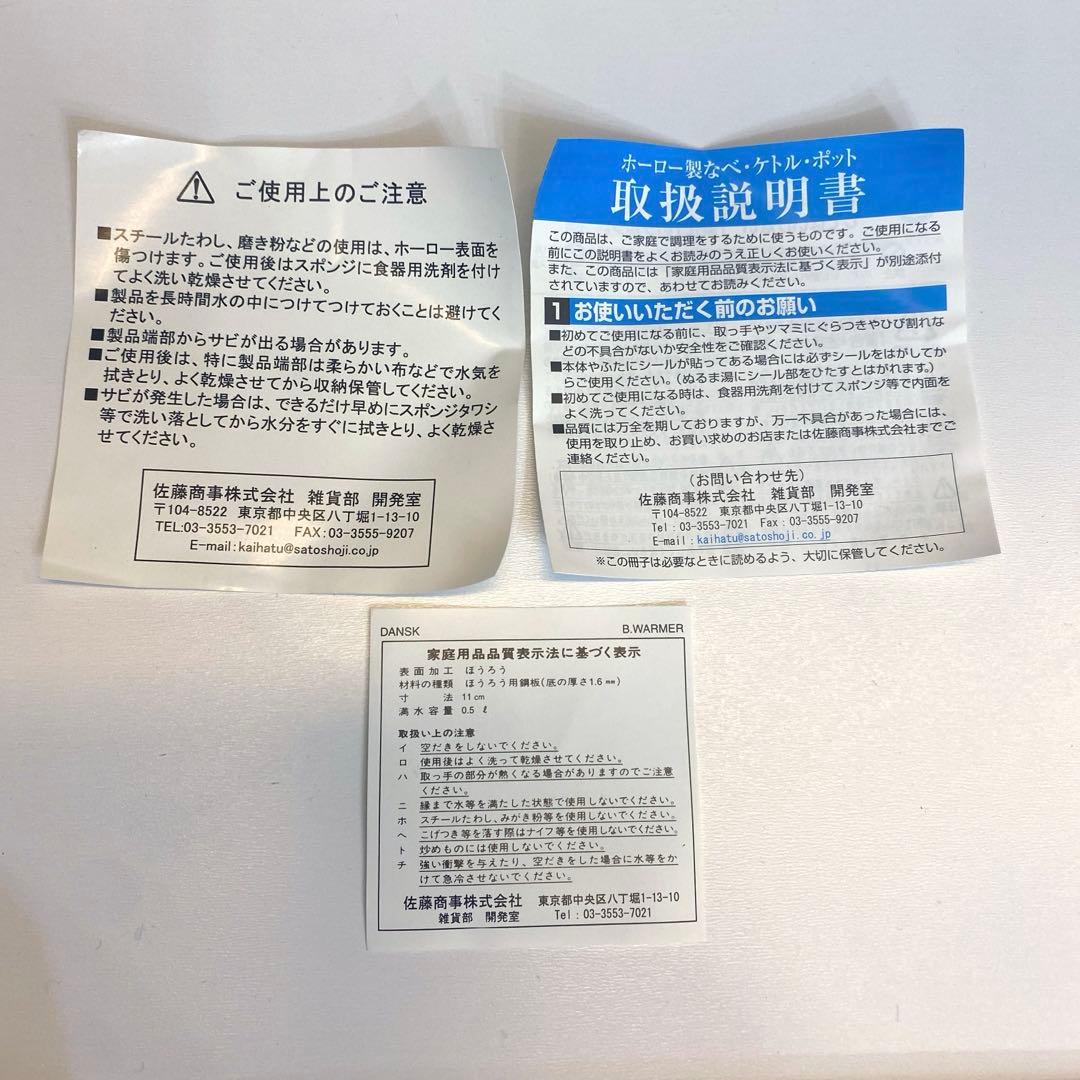 ご使用上のご注意
■スチールたわし、磨き粉などの使用は、ホーロー表面を
傷つけます。ご使用後はスポンジに食器用洗剤を付け
てよく洗い乾燥させてください。
■製品を長時間水の中につけてつけておくことは避けてく
ださい。
■製品端部からサビが出る場合があります。
■ご使用後は、特に製品端部は柔らかい布などで水気を
拭きとり、よく乾燥させてから収納保管してください。
■サビが発生した場合は、できるだけ早めにスポンジタワシ
等で洗い落としてから水分をすぐに拭きとり、よく乾燥さ
せてください。
佐藤商事株式会社 雑貨部 開発室
〒104-8522 東京都中央区八丁堀1-13-10
TEL:03-3553-7021 FAX:03-3555-9207
E-mail:kaihatu@satoshoji.co.jp
ホーロー製なべ・ケトル・ポット
取扱説明書
この商品は、ご家庭で調理をするために使うものです。ご使用になる
前にこの説明書をよくお読みのうえ正しくお使いください。
また、この商品には「家庭用品品質表示法に基づく表示」が別途添付
されていますので、あわせてお読みください。
1 お使いいただく前のお願い
■初めてご使用になる前に、取っ手やツマミにぐらつきやひび割れな
どの不具合がないか安全性をご確認ください。
■本体やふたにシールが貼ってある場合には必ずシールをはがしてか
らご使用ください。(ぬるま湯にシール部をひたすとはがれます。)
■初めてご使用になる時は、食器用洗剤を付けてスポンジ等で内面を
よく洗ってください。
■品質には万全を期しておりますが、万一不具合があった場合には、
使用を取り止め、お買い求めのお店または佐藤商事株式会社までご
連絡ください。
(お問い合わせ先)
佐藤商事株式会社 雑貨部 開発室
〒104-8522 東京都中央区八丁堀1-13-10
Tel:03-3553-7021 Fax:03-3555-9207
E-mail:kaihatu@satoshoji.co.jp
※この冊子は必要なときに読めるよう、大切に保管してください。
DANSK B.WARMER
家庭用品品質表示法に基づく表示
表面加工 ほうろう
材料の種類 ほうろう用鋼板(底の厚さ1.6㎜)
寸法 11㎝
満水容量 0.5ℓ
取扱い上の注意
イ 空だきをしないでください。
ロ 使用後はよく洗って乾燥させてください。
ハ 取っ手の部分が熱くなる場合がありますのでご注意
ください。
ニ 縁まで水等を満たした状態で使用しないでください。
ホ スチールたわし、みがき粉等を使用しないでください。
ヘ こげつき等を落す際はナイフ等を使用しないでください。
ト 炒めものには使用しないでください。
チ 強い衝撃を与えたり、空だきをした場合に水等をか
けて急冷させないでください。
佐藤商事株式会社 東京都中央区八丁堀1-13-10
雑貨部 開発室 Tel:03-3553-7021